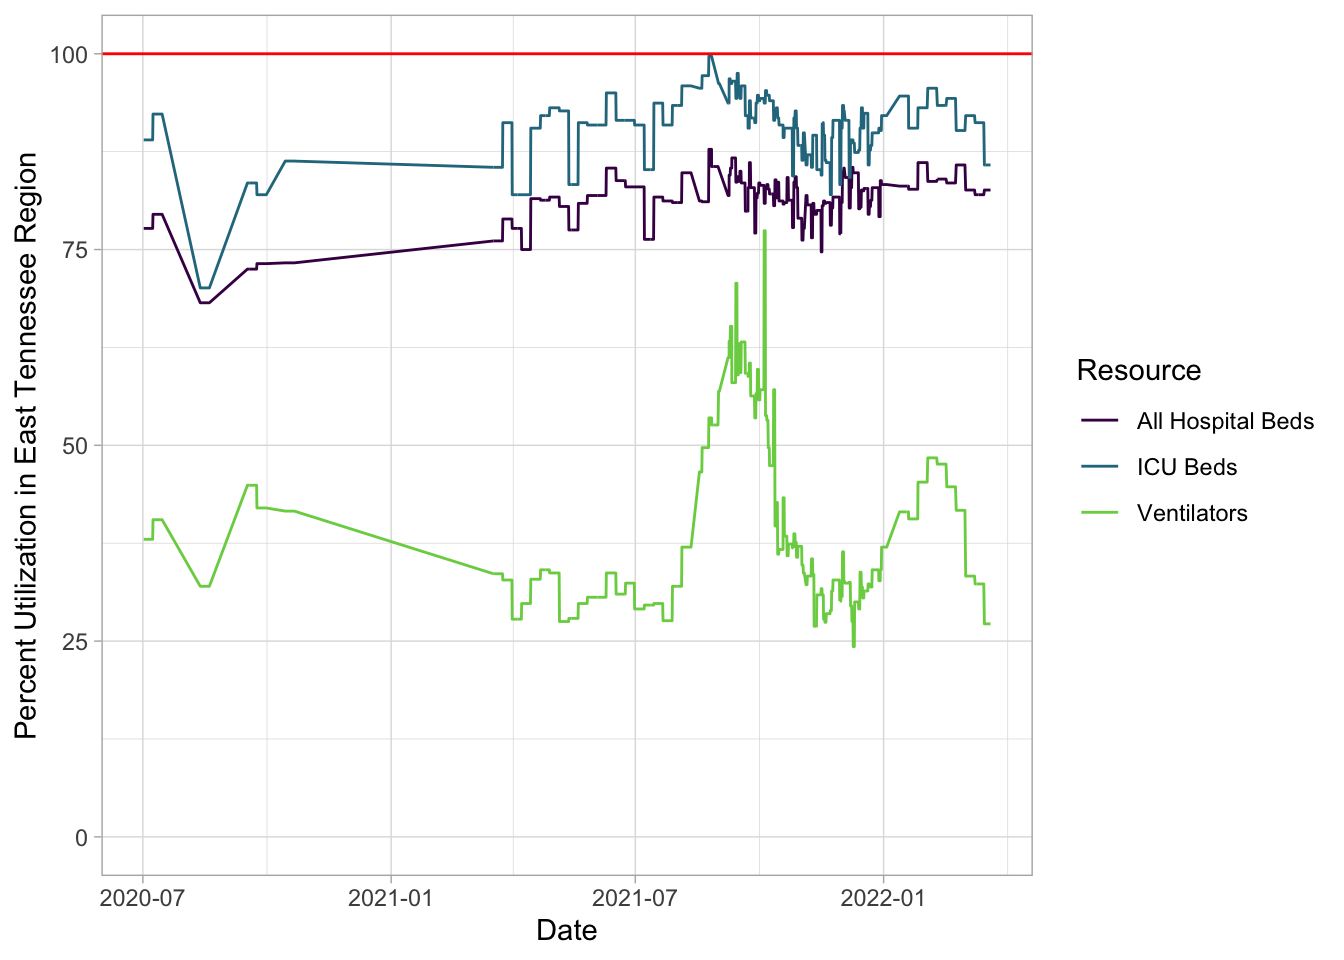 Percent Utilization in East Tennessee Region
100
75
50
25
0
2020-07
2021-01
2021-07
2022-01
Date
Resource
All Hospital Beds
ICU Beds
Ventilators